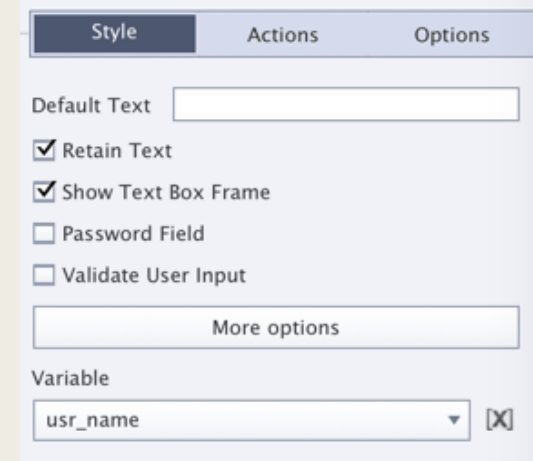 Style Actions Options
Default Text
Retain Text
Show Text Box Frame
Password Field
Validate User Input
More options
Variable
usr_name [X]